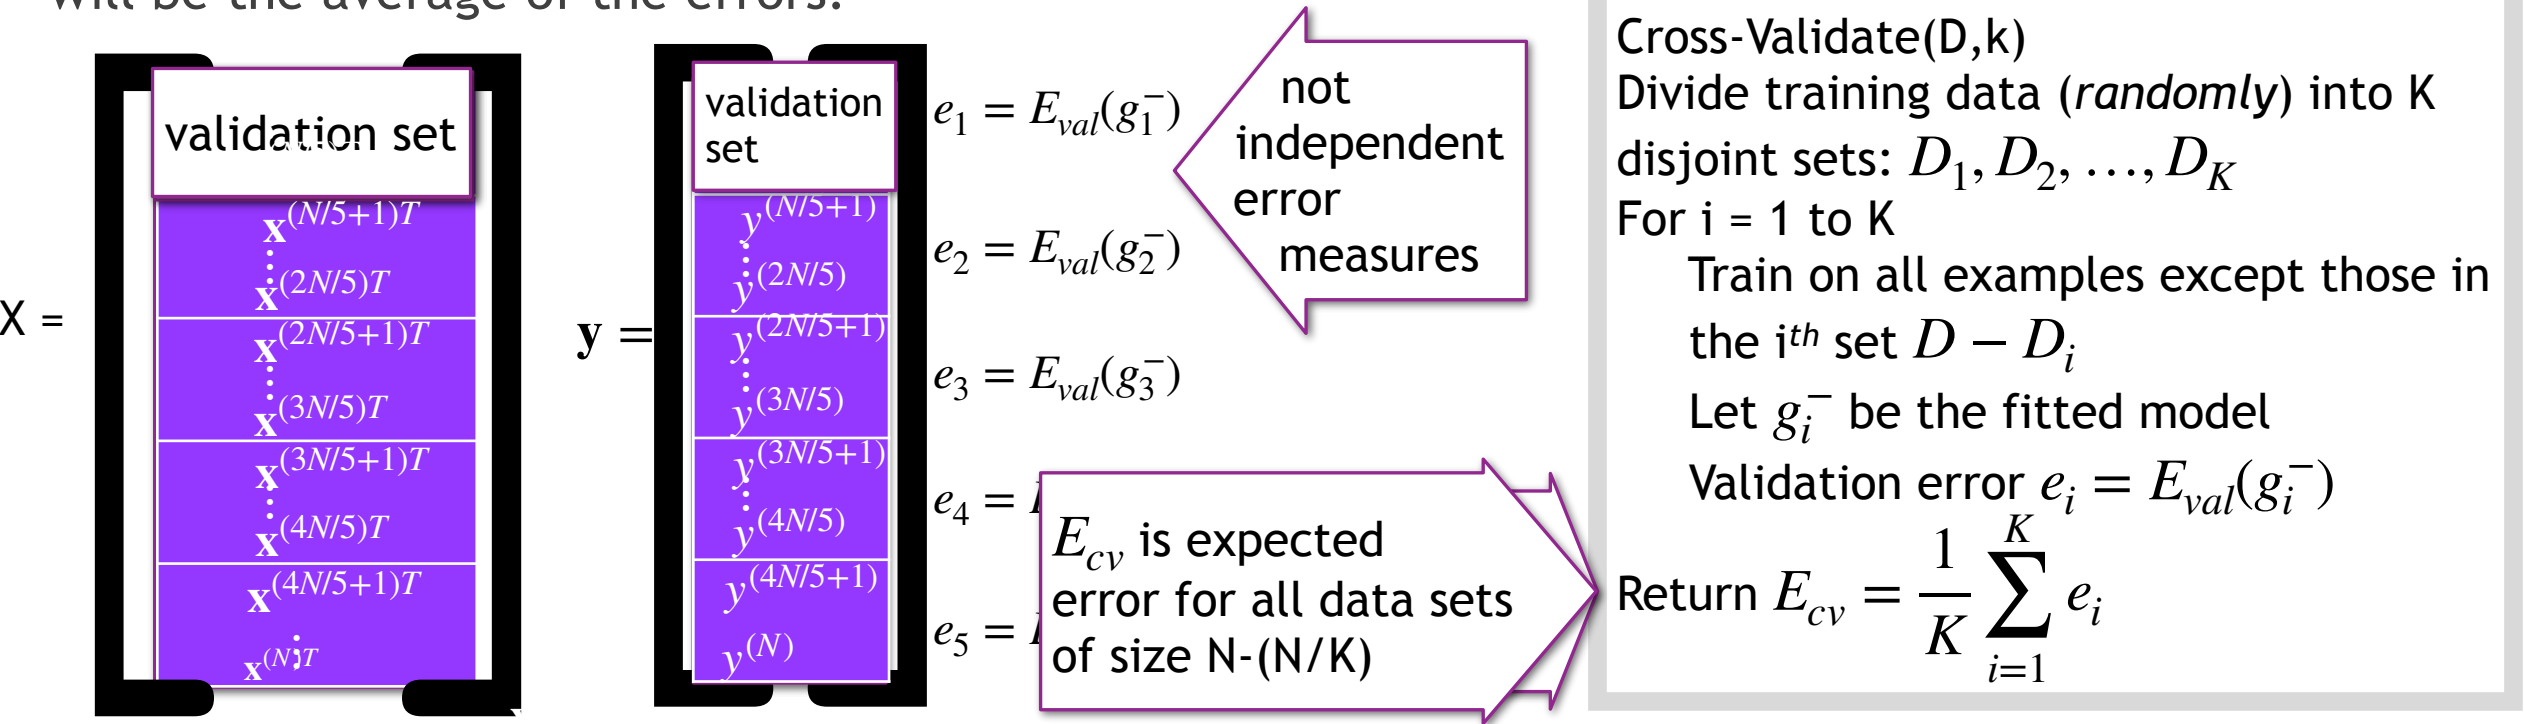 will be the average of the errors.
X =
validation set
x^(N/5+1)T
⋮
x^(2N/5)T
x^(2N/5+1)T
⋮
x^(3N/5)T
x^(3N/5+1)T
⋮
x^(4N/5)T
x^(4N/5+1)T
⋮
x^(N)T
y =
validation
set
y^(N/5+1)
⋮
y^(2N/5)
y^(2N/5+1)
⋮
y^(3N/5)
y^(3N/5+1)
⋮
y^(4N/5)
y^(4N/5+1)
y^(N)
e_1 = E_val(g_1^−)
e_2 = E_val(g_2^−)
e_3 = E_val(g_3^−)
e_4 =
e_5 =
not
independent
error
measures
E_cv is expected
error for all data sets
of size N-(N/K)
Cross-Validate(D,k)
Divide training data (randomly) into K
disjoint sets: D_1, D_2, …, D_K
For i = 1 to K
Train on all examples except those in
the i^th set D − D_i
Let g_i^− be the fitted model
Validation error e_i = E_val(g_i^−)
Return E_cv = 1/K ∑_{i=1}^{K} e_i